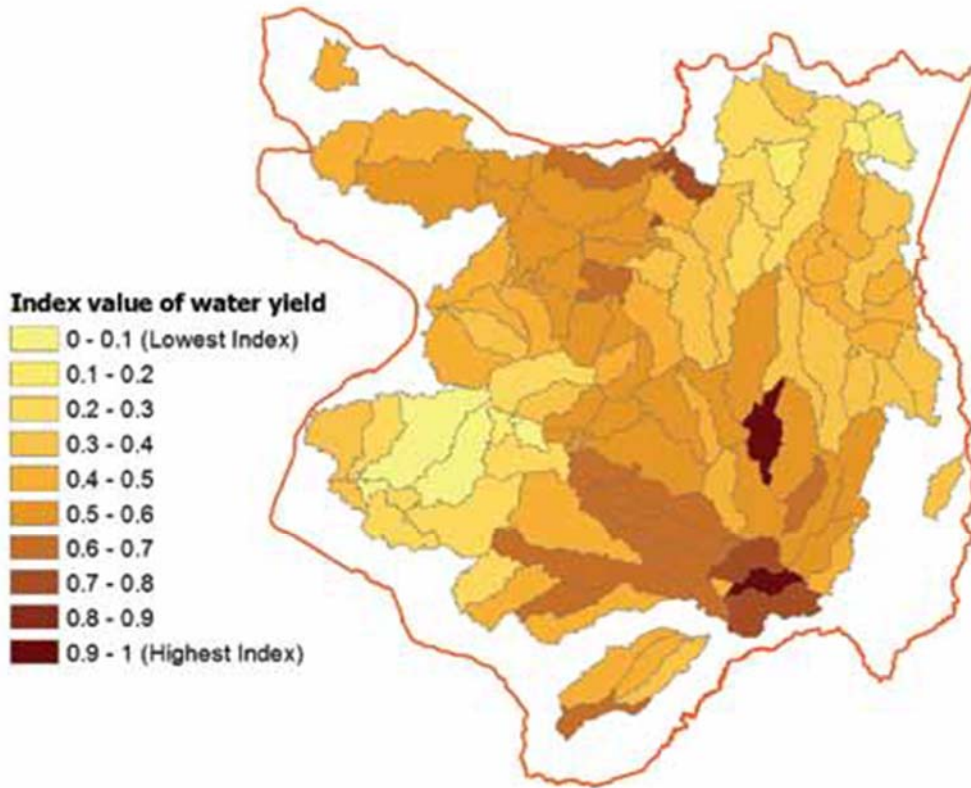 Index value of water yield
0 - 0.1 (Lowest Index)
0.1 - 0.2
0.2 - 0.3
0.3 - 0.4
0.4 - 0.5
0.5 - 0.6
0.6 - 0.7
0.7 - 0.8
0.8 - 0.9
0.9 - 1 (Highest Index)